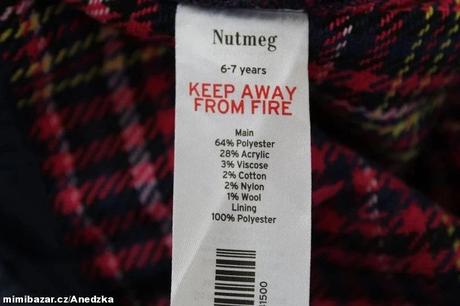 Nutmeg
6-7 years
KEEP AWAY
FROM FIRE
Main
64% Polyester
28% Acrylic
3% Viscose
2% Cotton
2% Nylon
1% Wool
Lining
100% Polyester
mimibazar.cz/Anedzka